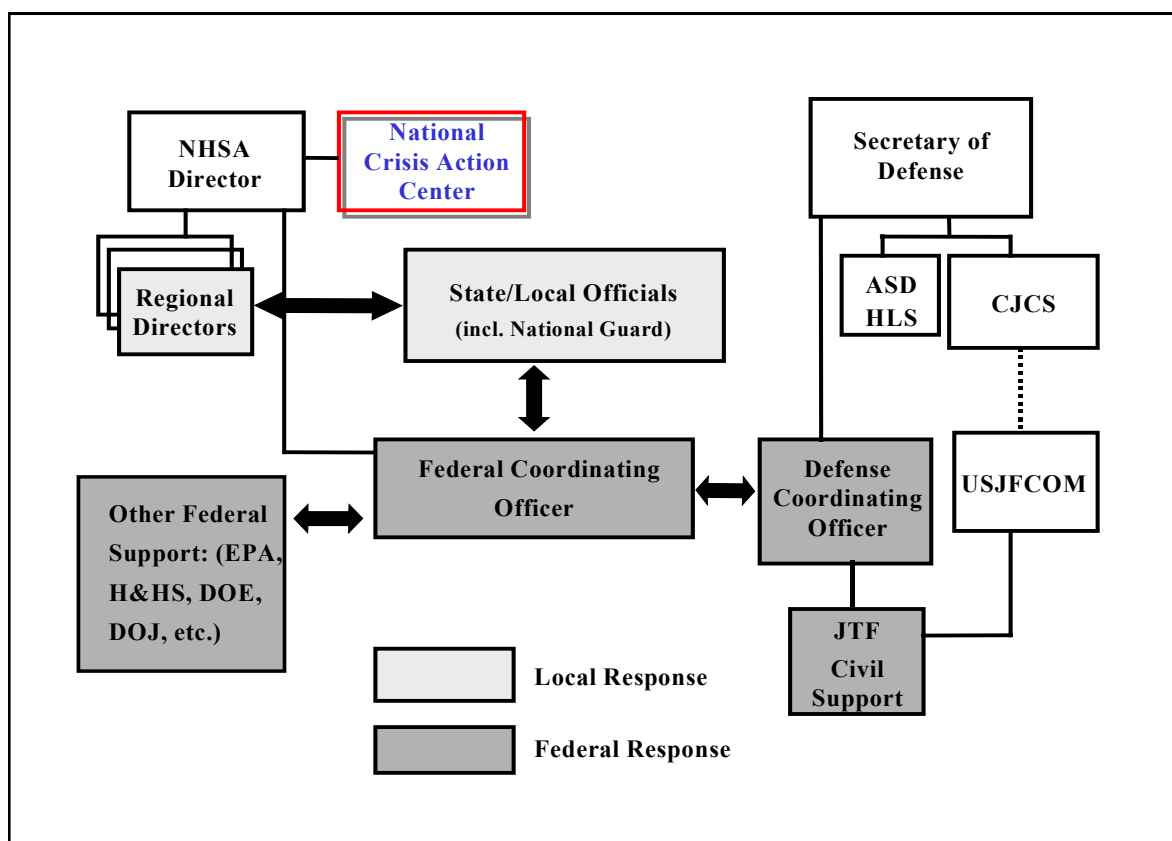 NHSA
Director
National
Crisis Action
Center
Secretary of
Defense
Regional
Directors
State/Local Officials
(incl. National Guard)
ASD
HLS
CJCS
Federal Coordinating
Officer
Defense
Coordinating
Officer
USJFCOM
Other Federal
Support: (EPA,
H&HS, DOE,
DOJ, etc.)
JTF
Civil
Support
Local Response
Federal Response